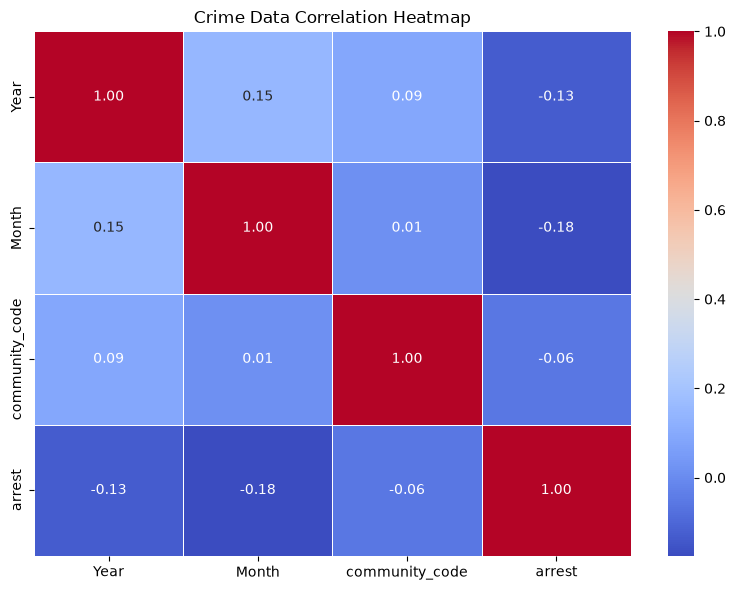 Crime Data Correlation Heatmap
Year
1.00
0.15
0.09
-0.13
Month
0.15
1.00
0.01
-0.18
community_code
0.09
0.01
1.00
-0.06
arrest
-0.13
-0.18
-0.06
1.00
Year
Month
community_code
arrest
1.0
0.8
0.6
0.4
0.2
0.0